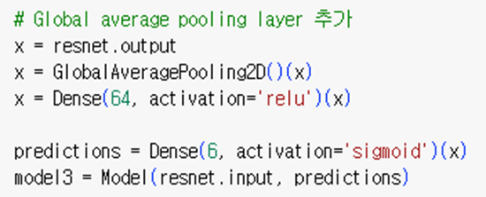 # Global average pooling layer 추가
x = resnet.output
x = GlobalAveragePooling2D()(x)
x = Dense(64, activation='relu')(x)
predictions = Dense(6, activation='sigmoid')(x)
model3 = Model(resnet.input, predictions)